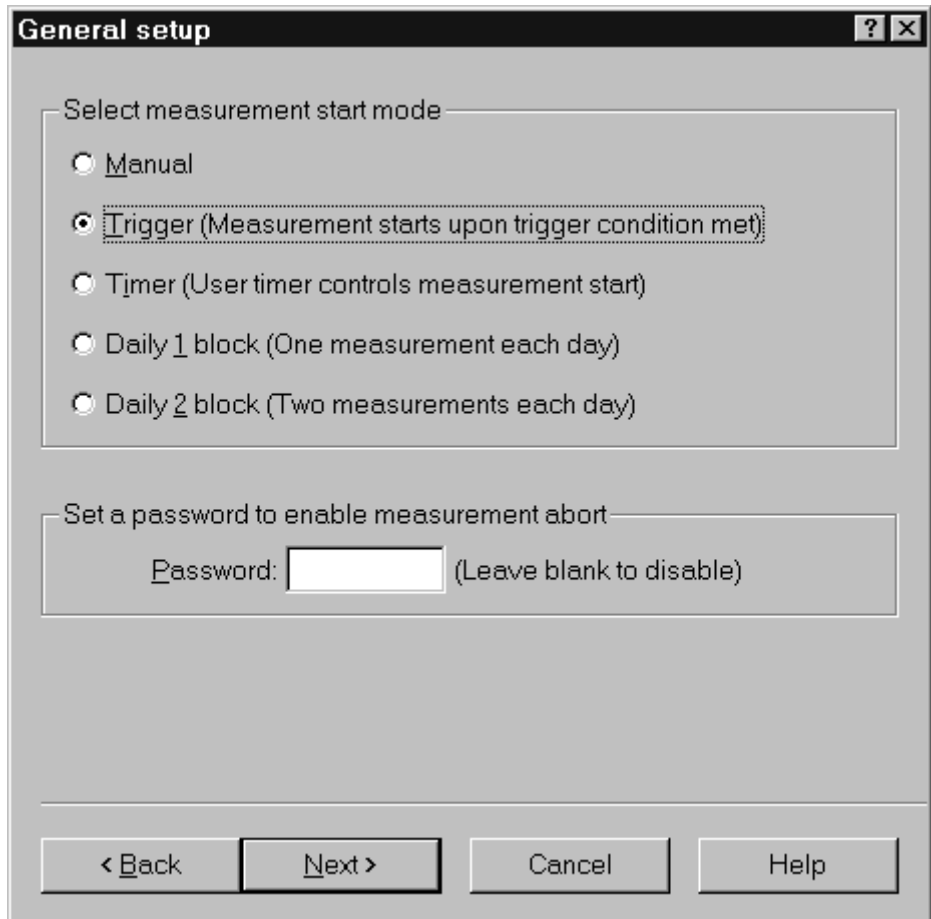 General setup
Select measurement start mode
Manual
Trigger (Measurement starts upon trigger condition met)
Timer (User timer controls measurement start)
Daily 1 block (One measurement each day)
Daily 2 block (Two measurements each day)
Set a password to enable measurement abort
Password: (Leave blank to disable)
< Back Next > Cancel Help